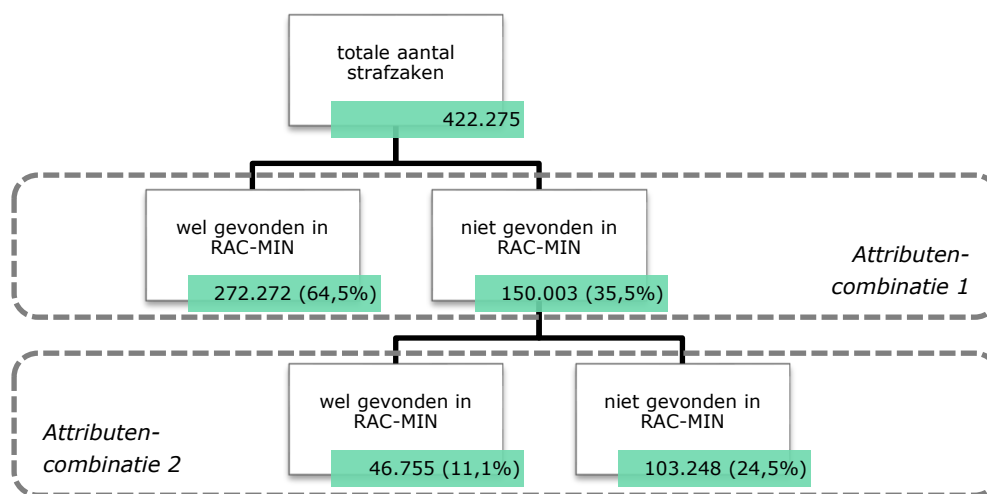 totale aantal
strafzaken
422.275
wel gevonden in
RAC-MIN
272.272 (64,5%)
niet gevonden in
RAC-MIN
150.003 (35,5%)
Attributen-
combinatie 1
Attributen-
combinatie 2
wel gevonden in
RAC-MIN
46.755 (11,1%)
niet gevonden in
RAC-MIN
103.248 (24,5%)